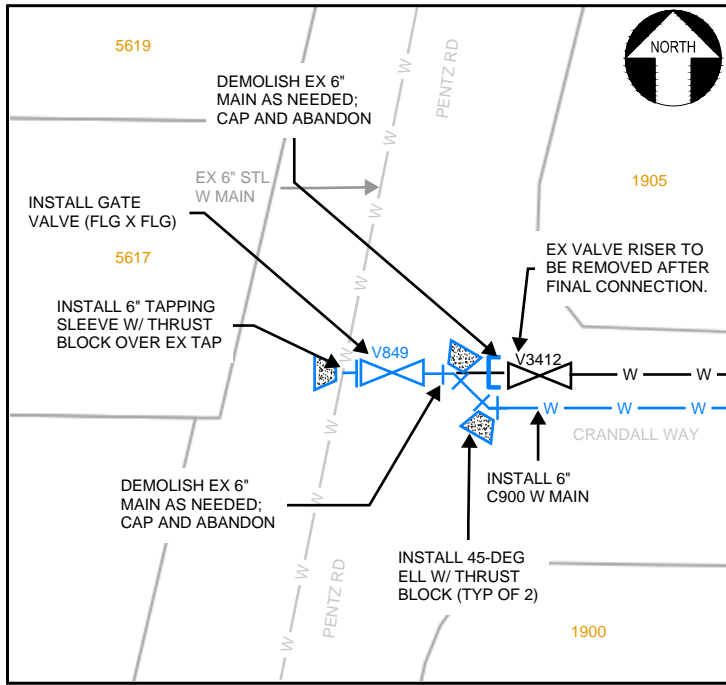 5619
NORTH
PENTZ RD
W
DEMOLISH EX 6"
MAIN AS NEEDED;
CAP AND ABANDON
W
EX 6" STL
W MAIN
1905
INSTALL GATE
VALVE (FLG X FLG)
W
5617
EX VALVE RISER TO
BE REMOVED AFTER
FINAL CONNECTION.
W
INSTALL 6" TAPPING
SLEEVE W/ THRUST
BLOCK OVER EX TAP
V849
V3412
W
W W
W W W
CRANDALL WAY
W
DEMOLISH EX 6"
MAIN AS NEEDED;
CAP AND ABANDON
INSTALL 6"
C900 W MAIN
W
INSTALL 45-DEG
ELL W/ THRUST
BLOCK (TYP OF 2)
PENTZ RD
1900
W